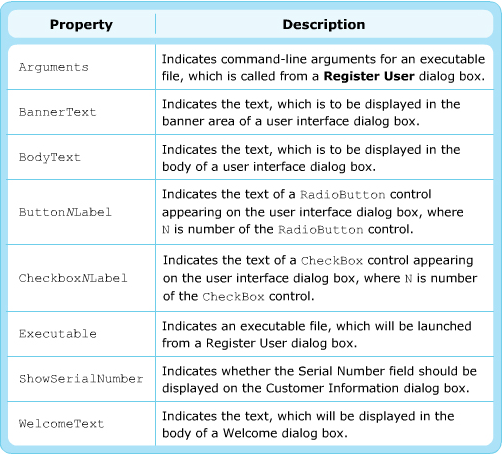 Property Description
Arguments Indicates command-line arguments for an executable
file, which is called from a Register User dialog box.
BannerText Indicates the text, which is to be displayed in the
banner area of a user interface dialog box.
BodyText Indicates the text, which is to be displayed in the
body of a user interface dialog box.
Indicates the text of a RadioButton control
ButtonNLabel appearing on the user interface dialog box, where
N is number of the RadioButton control.
Indicates the text of a CheckBox control appearing
CheckboxNLabel on the user interface dialog box, where N is number
of the CheckBox control.
Executable Indicates an executable file, which will be launched
from a Register User dialog box.
ShowSerialNumber Indicates whether the Serial Number field should be
displayed on the Customer Information dialog box.
WelcomeText Indicates the text, which will be displayed in the
body of a Welcome dialog box.